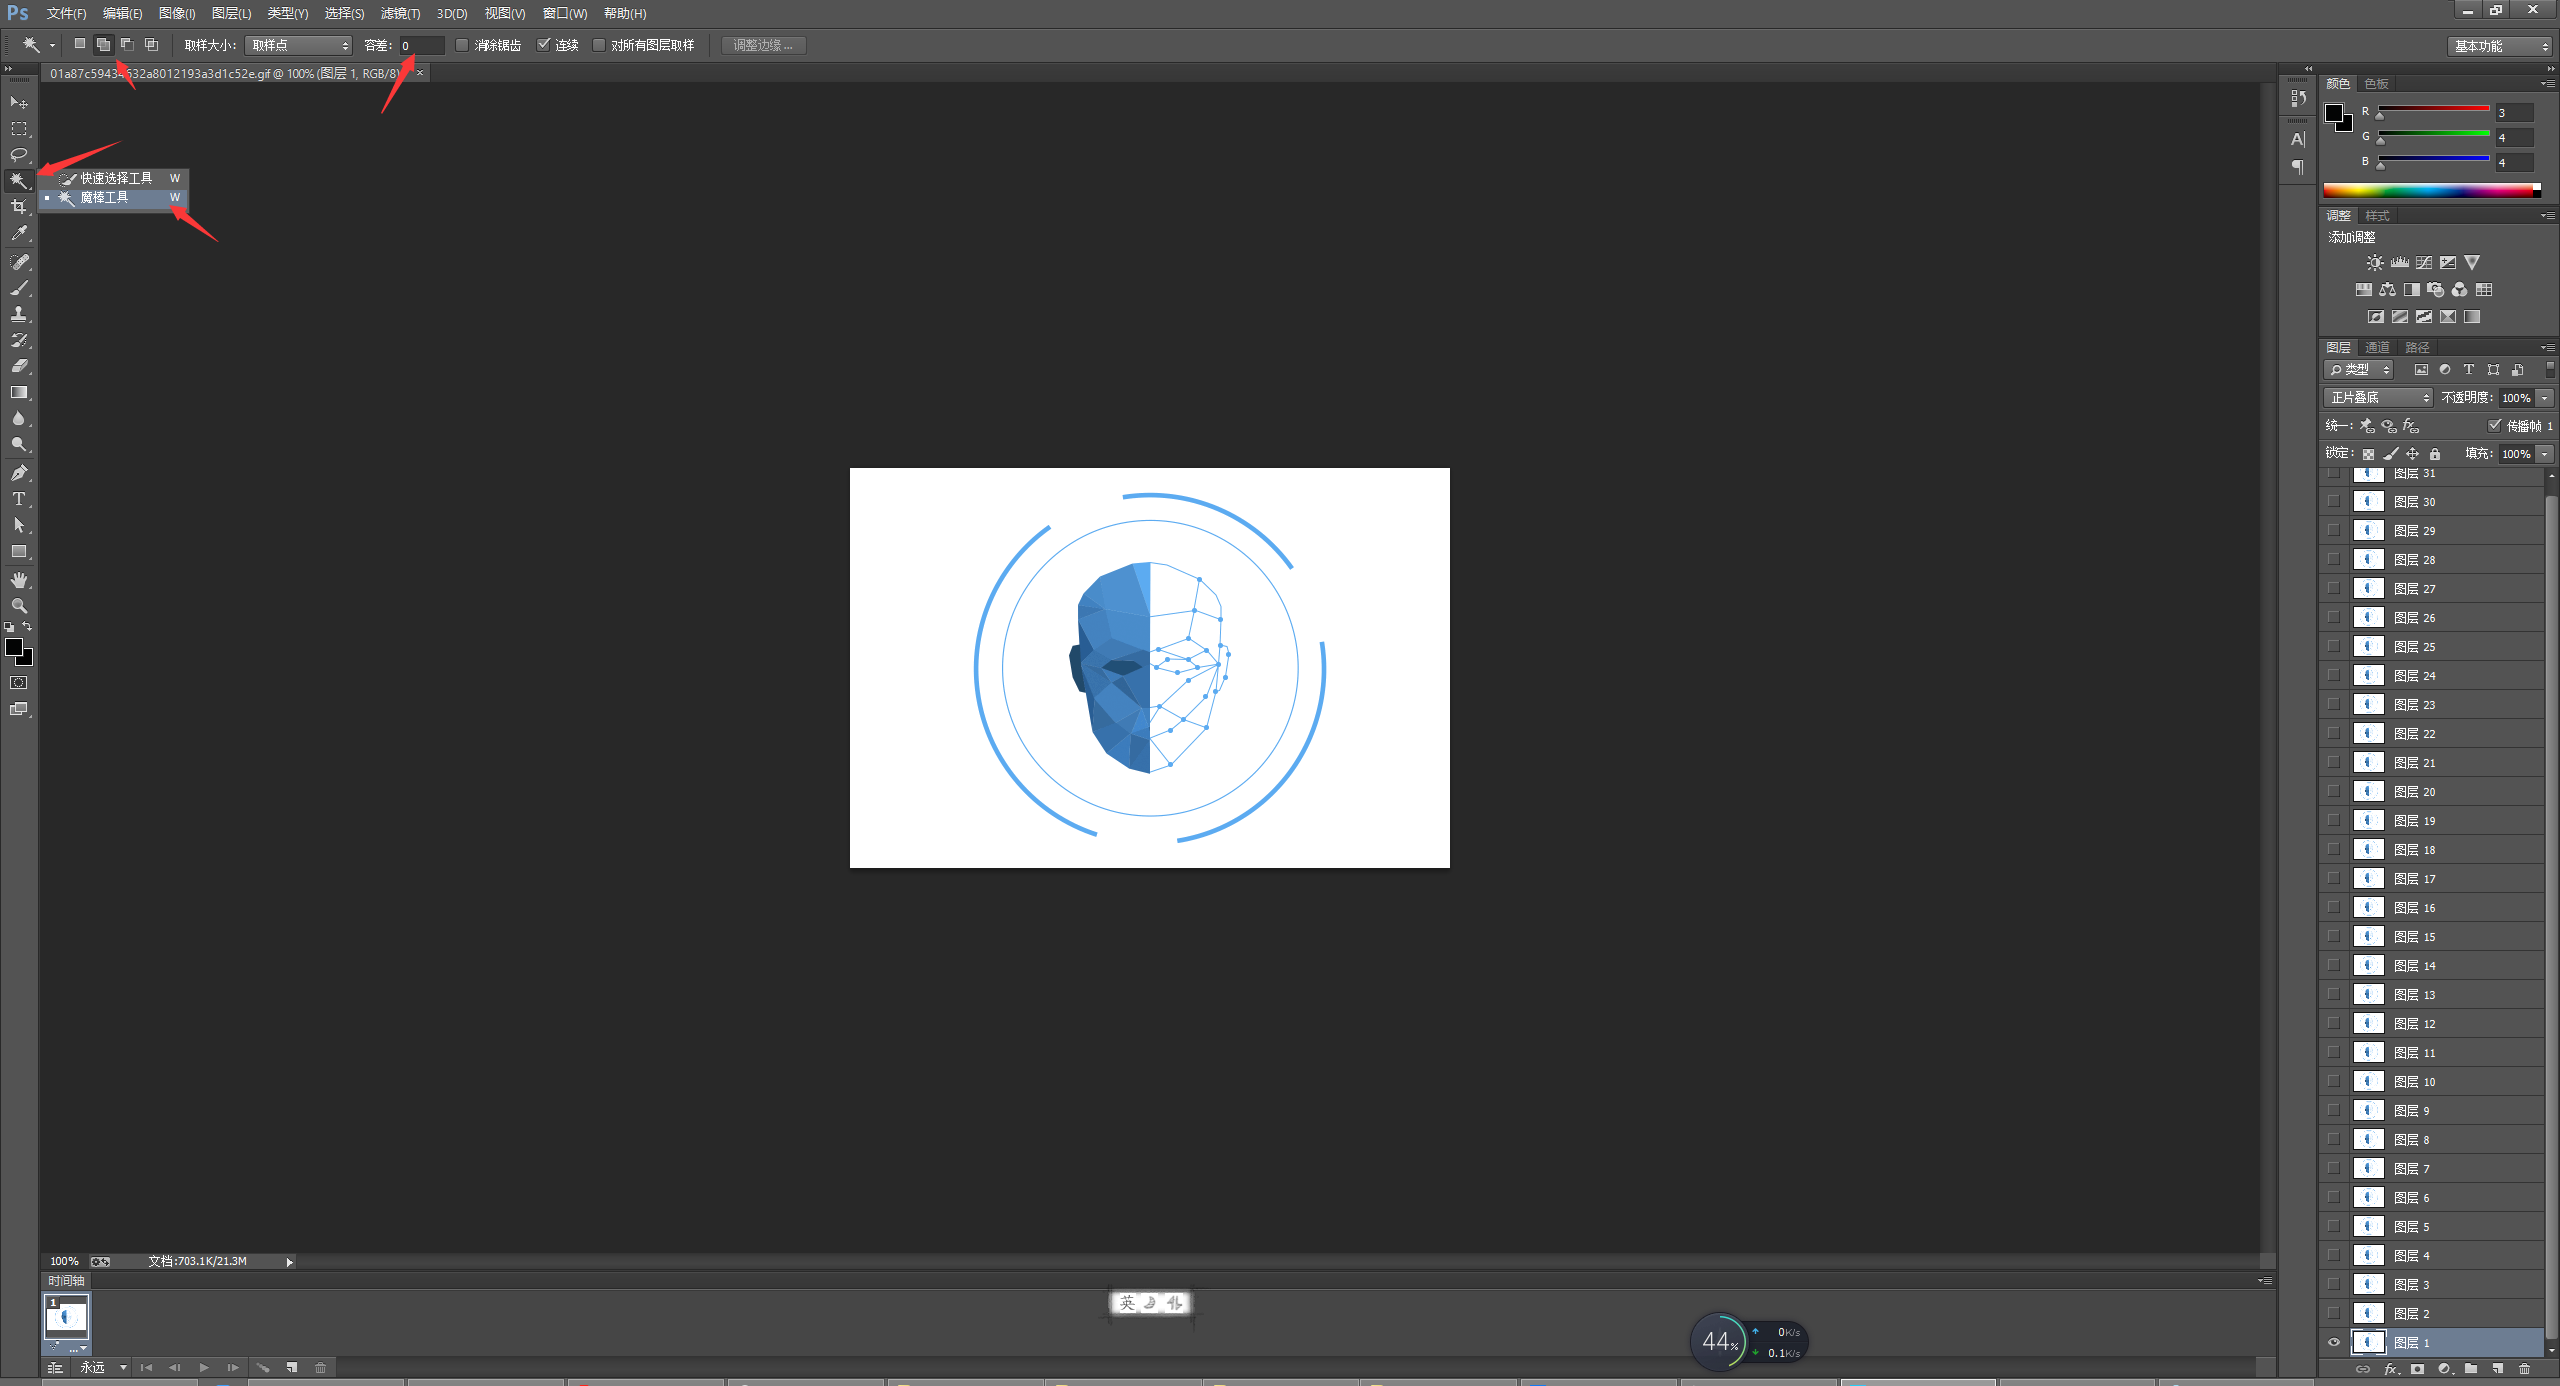 Ps 文件(F) 编辑(E) 图像(I) 图层(L) 类型(Y) 选择(S) 滤镜(T) 3D(D) 视图(V) 窗口(W) 帮助(H)
取样大小: 取样点 容差: 0 消除锯齿 连续 对所有图层取样 调整边缘... 基本功能
01a87c59434632a8012193a3d1c52e.gif @ 100% (图层 1, RGB/8) ×
快速选择工具 W
魔棒工具 W
颜色 色板
R 3
G 4
B 4
调整 样式
添加调整
图层 通道 路径
类型
正片叠底 不透明度: 100%
统一: 传播帧 1
锁定: 填充: 100%
图层 31
图层 30
图层 29
图层 28
图层 27
图层 26
图层 25
图层 24
图层 23
图层 22
图层 21
图层 20
图层 19
图层 18
图层 17
图层 16
图层 15
图层 14
图层 13
图层 12
图层 11
图层 10
图层 9
图层 8
图层 7
图层 6
图层 5
图层 4
图层 3
图层 2
图层 1
100% 文档:703.1K/21.3M
时间轴
1
永远
英
44%
0K/s
0.1K/s